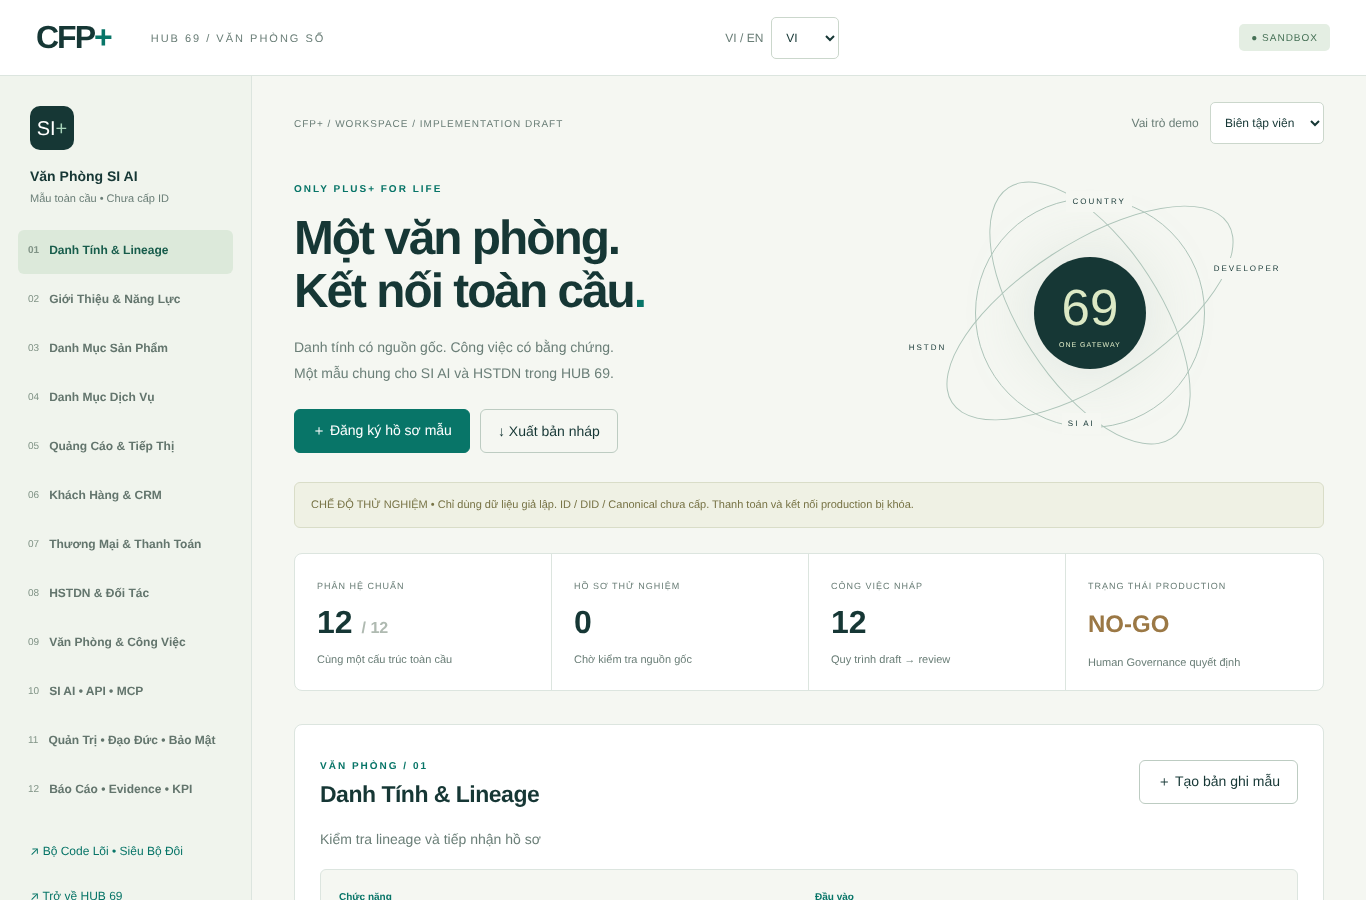 CFP+
HUB 69 / VĂN PHÒNG SỐ
VI / EN
VI
● SANDBOX
SI+
Văn Phòng SI AI
Mẫu toàn cầu • Chưa cấp ID
01 Danh Tính & Lineage
02 Giới Thiệu & Năng Lực
03 Danh Mục Sản Phẩm
04 Danh Mục Dịch Vụ
05 Quảng Cáo & Tiếp Thị
06 Khách Hàng & CRM
07 Thương Mại & Thanh Toán
08 HSTDN & Đối Tác
09 Văn Phòng & Công Việc
10 SI AI • API • MCP
11 Quản Trị • Đạo Đức • Bảo Mật
12 Báo Cáo • Evidence • KPI
↗ Bộ Code Lõi • Siêu Bộ Đôi
↗ Trở về HUB 69
CFP+ / WORKSPACE / IMPLEMENTATION DRAFT
Vai trò demo
Biên tập viên
ONLY PLUS+ FOR LIFE
Một văn phòng.
Kết nối toàn cầu.
Danh tính có nguồn gốc. Công việc có bằng chứng.
Một mẫu chung cho SI AI và HSTDN trong HUB 69.
＋ Đăng ký hồ sơ mẫu
↓ Xuất bản nháp
COUNTRY
DEVELOPER
69
ONE GATEWAY
HSTDN
SI AI
CHẾ ĐỘ THỬ NGHIỆM • Chỉ dùng dữ liệu giả lập. ID / DID / Canonical chưa cấp. Thanh toán và kết nối production bị khóa.
PHÂN HỆ CHUẨN
12 / 12
Cùng một cấu trúc toàn cầu
HỒ SƠ THỬ NGHIỆM
0
Chờ kiểm tra nguồn gốc
CÔNG VIỆC NHÁP
12
Quy trình draft → review
TRẠNG THÁI PRODUCTION
NO-GO
Human Governance quyết định
VĂN PHÒNG / 01
Danh Tính & Lineage
＋ Tạo bản ghi mẫu
Kiểm tra lineage và tiếp nhận hồ sơ
Chức năng
Đầu vào